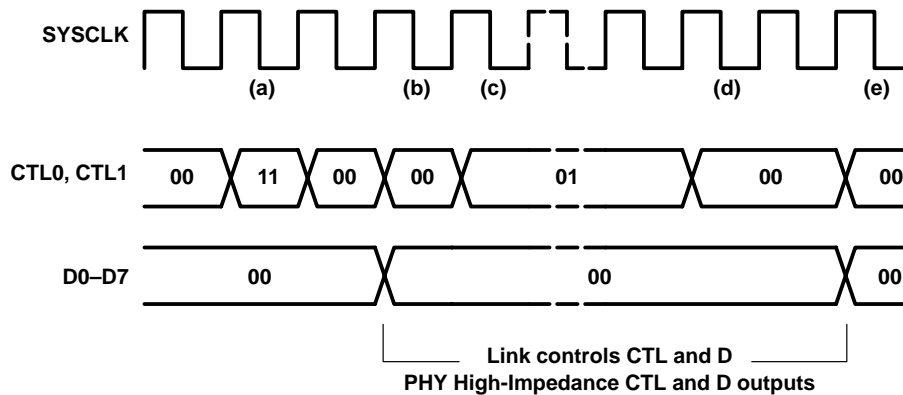 SYSCLK
(a) (b) (c) (d) (e)
CTL0, CTL1 00 11 00 00 01 00 00
D0–D7 00 00 00
Link controls CTL and D
PHY High-Impedance CTL and D outputs